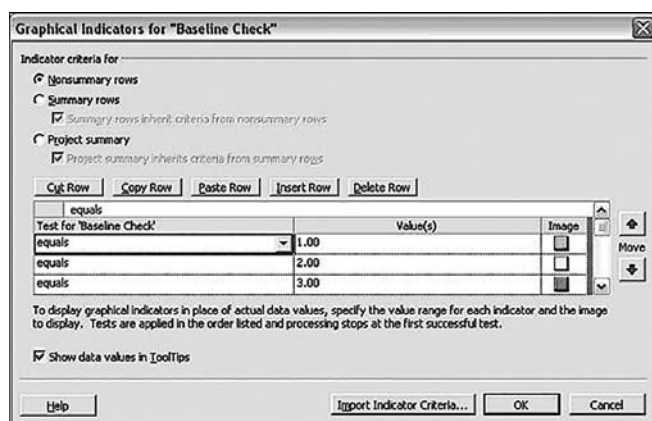 Graphical Indicators for "Baseline Check"
Indicator criteria for
Nonsummary rows
Summary rows
Summary rows inherit criteria from nonsummary rows
Project summary
Project summary inherits criteria from summary rows
Cut Row Copy Row Paste Row Insert Row Delete Row
equals
Test for 'Baseline Check' Value(s) Image
equals 1.00
Move
equals 2.00
equals 3.00
To display graphical indicators in place of actual data values, specify the value range for each indicator and the image
to display. Tests are applied in the order listed and processing stops at the first successful test.
Show data values in ToolTips
Help Import Indicator Criteria... OK Cancel